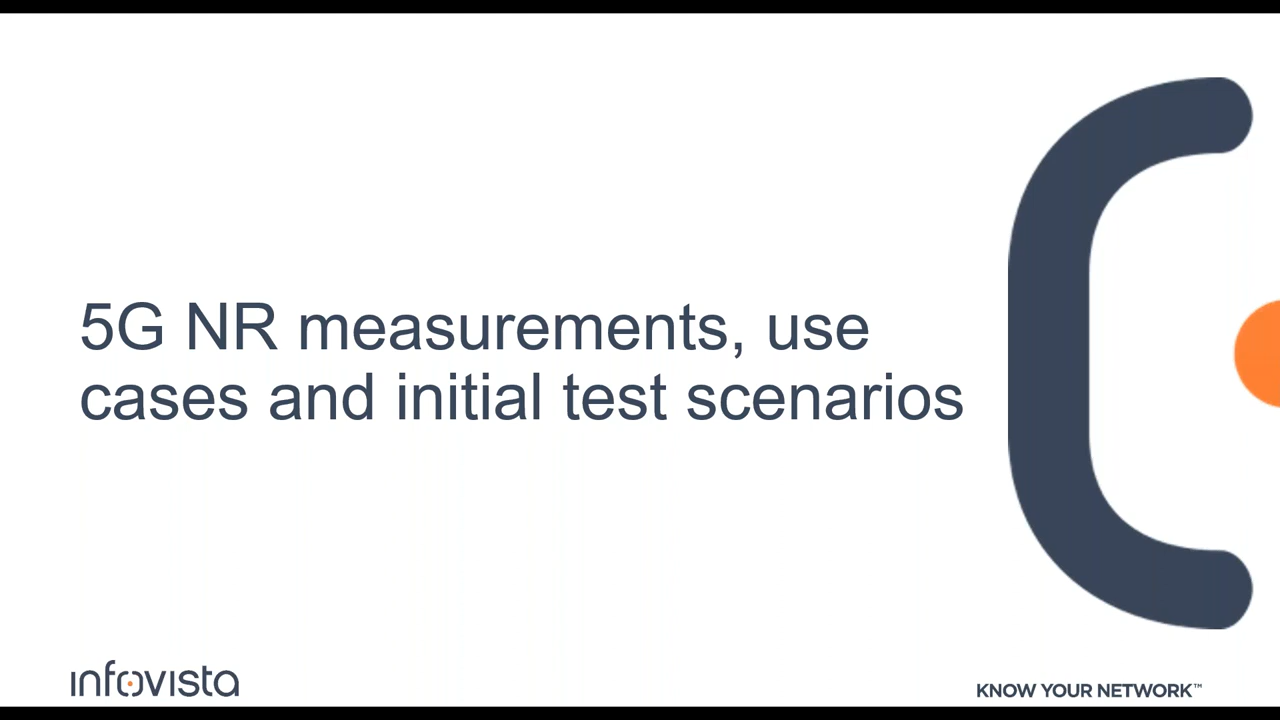 5G NR measurements, use
cases and initial test scenarios
infovista
KNOW YOUR NETWORK™